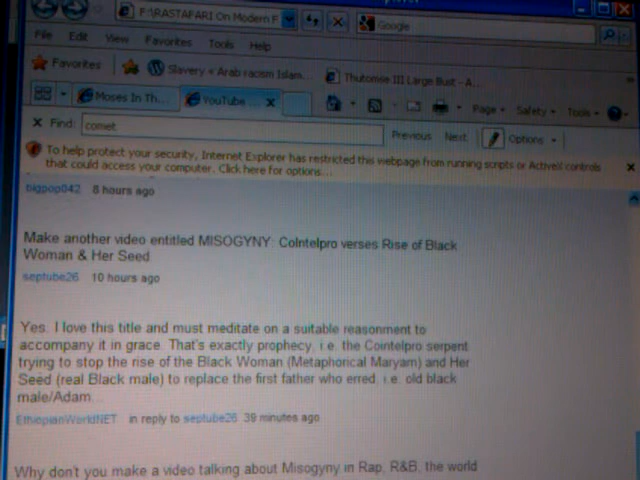 F:\RASTAFARI On Modern F
Google
File Edit View Favorites Tools Help
Favorites
Slavery « Arab racism Islam...
Thutomse III Large Bust - A...
Moses In Th...
YouTube ...
Page
Safety
Tools
Find: comet
Previous Next
Options
To help protect your security, Internet Explorer has restricted this webpage from running scripts or ActiveX controls
that could access your computer. Click here for options...
bigpop842 8 hours ago
Make another video entitled MISOGYNY: Cointelpro verses Rise of Black
Woman & Her Seed
septube26 10 hours ago
Yes. I love this title and must meditate on a suitable reasonment to
accompany it in grace. That's exactly prophecy, i.e. the Cointelpro serpent
trying to stop the rise of the Black Woman (Metaphorical Maryam) and Her
Seed (real Black male) to replace the first father who erred, i.e. old black
male/Adam...
EthiopianWorldNET in reply to septube26 39 minutes ago
Why don't you make a video talking about Misogyny in Rap, R&B, the world